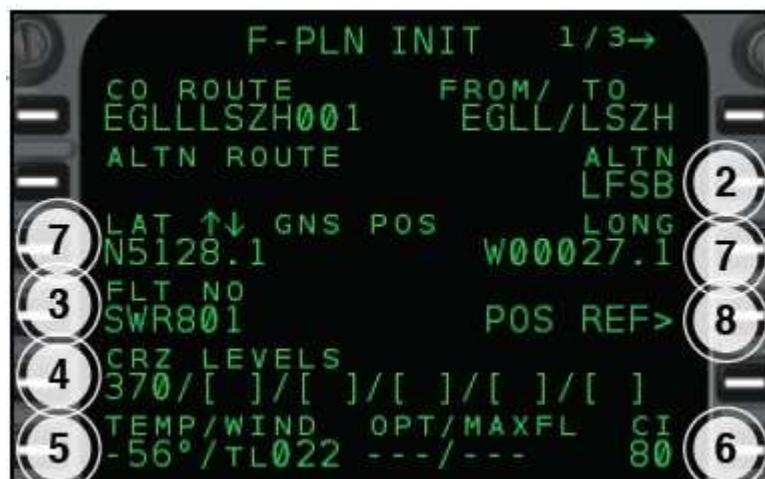 F-PLN INIT 1/3→
CO ROUTE FROM/ TO
EGLLLSZH001 EGLL/LSZH
ALTN ROUTE ALTN
LFSB 2
7 LAT ↑↓ GNS POS LONG 7
N5128.1 W00027.1
3 FLT NO
SWR801 POS REF> 8
4 CRZ LEVELS
370/[ ]/[ ]/[ ]/[ ]/[ ]
5 TEMP/WIND OPT/MAXFL CI 6
-56°/TL022 ---/--- 80